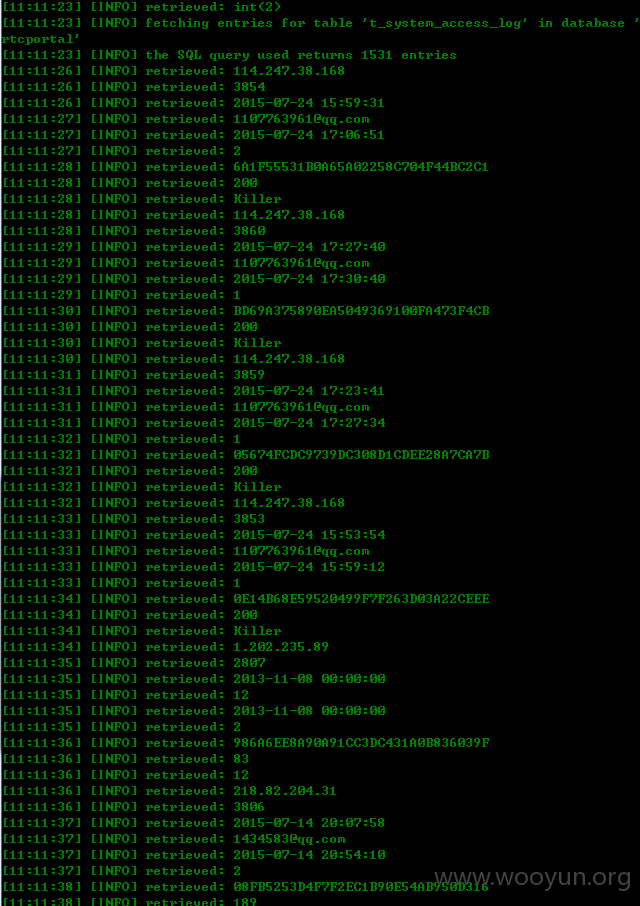 [11:11:23] [INFO] retrieved: int(2)
[11:11:23] [INFO] fetching entries for table 't_system_access_log' in database '
rtcportal'
[11:11:23] [INFO] the SQL query used returns 1531 entries
[11:11:26] [INFO] retrieved: 114.247.38.168
[11:11:26] [INFO] retrieved: 3854
[11:11:26] [INFO] retrieved: 2015-07-24 15:59:31
[11:11:27] [INFO] retrieved: 1107763961@qq.com
[11:11:27] [INFO] retrieved: 2015-07-24 17:06:51
[11:11:27] [INFO] retrieved: 2
[11:11:28] [INFO] retrieved: 6A1F55531B0A65A02258C704F44BC2C1
[11:11:28] [INFO] retrieved: 200
[11:11:28] [INFO] retrieved: Killer
[11:11:28] [INFO] retrieved: 114.247.38.168
[11:11:28] [INFO] retrieved: 3860
[11:11:29] [INFO] retrieved: 2015-07-24 17:27:40
[11:11:29] [INFO] retrieved: 1107763961@qq.com
[11:11:29] [INFO] retrieved: 2015-07-24 17:30:40
[11:11:29] [INFO] retrieved: 1
[11:11:30] [INFO] retrieved: BD69A375890EA5049369100FA473F4CB
[11:11:30] [INFO] retrieved: 200
[11:11:30] [INFO] retrieved: Killer
[11:11:30] [INFO] retrieved: 114.247.38.168
[11:11:31] [INFO] retrieved: 3859
[11:11:31] [INFO] retrieved: 2015-07-24 17:23:41
[11:11:31] [INFO] retrieved: 1107763961@qq.com
[11:11:31] [INFO] retrieved: 2015-07-24 17:27:34
[11:11:32] [INFO] retrieved: 1
[11:11:32] [INFO] retrieved: 05674FCDC9739DC308D1CDEE28A7CA7B
[11:11:32] [INFO] retrieved: 200
[11:11:32] [INFO] retrieved: Killer
[11:11:32] [INFO] retrieved: 114.247.38.168
[11:11:33] [INFO] retrieved: 3853
[11:11:33] [INFO] retrieved: 2015-07-24 15:53:54
[11:11:33] [INFO] retrieved: 1107763961@qq.com
[11:11:33] [INFO] retrieved: 2015-07-24 15:59:12
[11:11:33] [INFO] retrieved: 1
[11:11:34] [INFO] retrieved: 0E14B68E59520499F7F263D03A22CEEE
[11:11:34] [INFO] retrieved: 200
[11:11:34] [INFO] retrieved: Killer
[11:11:34] [INFO] retrieved: 1.202.235.89
[11:11:35] [INFO] retrieved: 2807
[11:11:35] [INFO] retrieved: 2013-11-08 00:00:00
[11:11:35] [INFO] retrieved: 12
[11:11:35] [INFO] retrieved: 2013-11-08 00:00:00
[11:11:35] [INFO] retrieved: 2
[11:11:36] [INFO] retrieved: 986A6EE8A90A91CC3DC431A0B836039F
[11:11:36] [INFO] retrieved: 83
[11:11:36] [INFO] retrieved: 12
[11:11:36] [INFO] retrieved: 218.82.204.31
[11:11:37] [INFO] retrieved: 3806
[11:11:37] [INFO] retrieved: 2015-07-14 20:07:58
[11:11:37] [INFO] retrieved: 1434583@qq.com
[11:11:37] [INFO] retrieved: 2015-07-14 20:54:10
[11:11:37] [INFO] retrieved: 2
[11:11:38] [INFO] retrieved: 08FB5253D4F7F2EC1B90E54AB950D316
[11:11:38] [INFO] retrieved: 189
www.wooyun.org